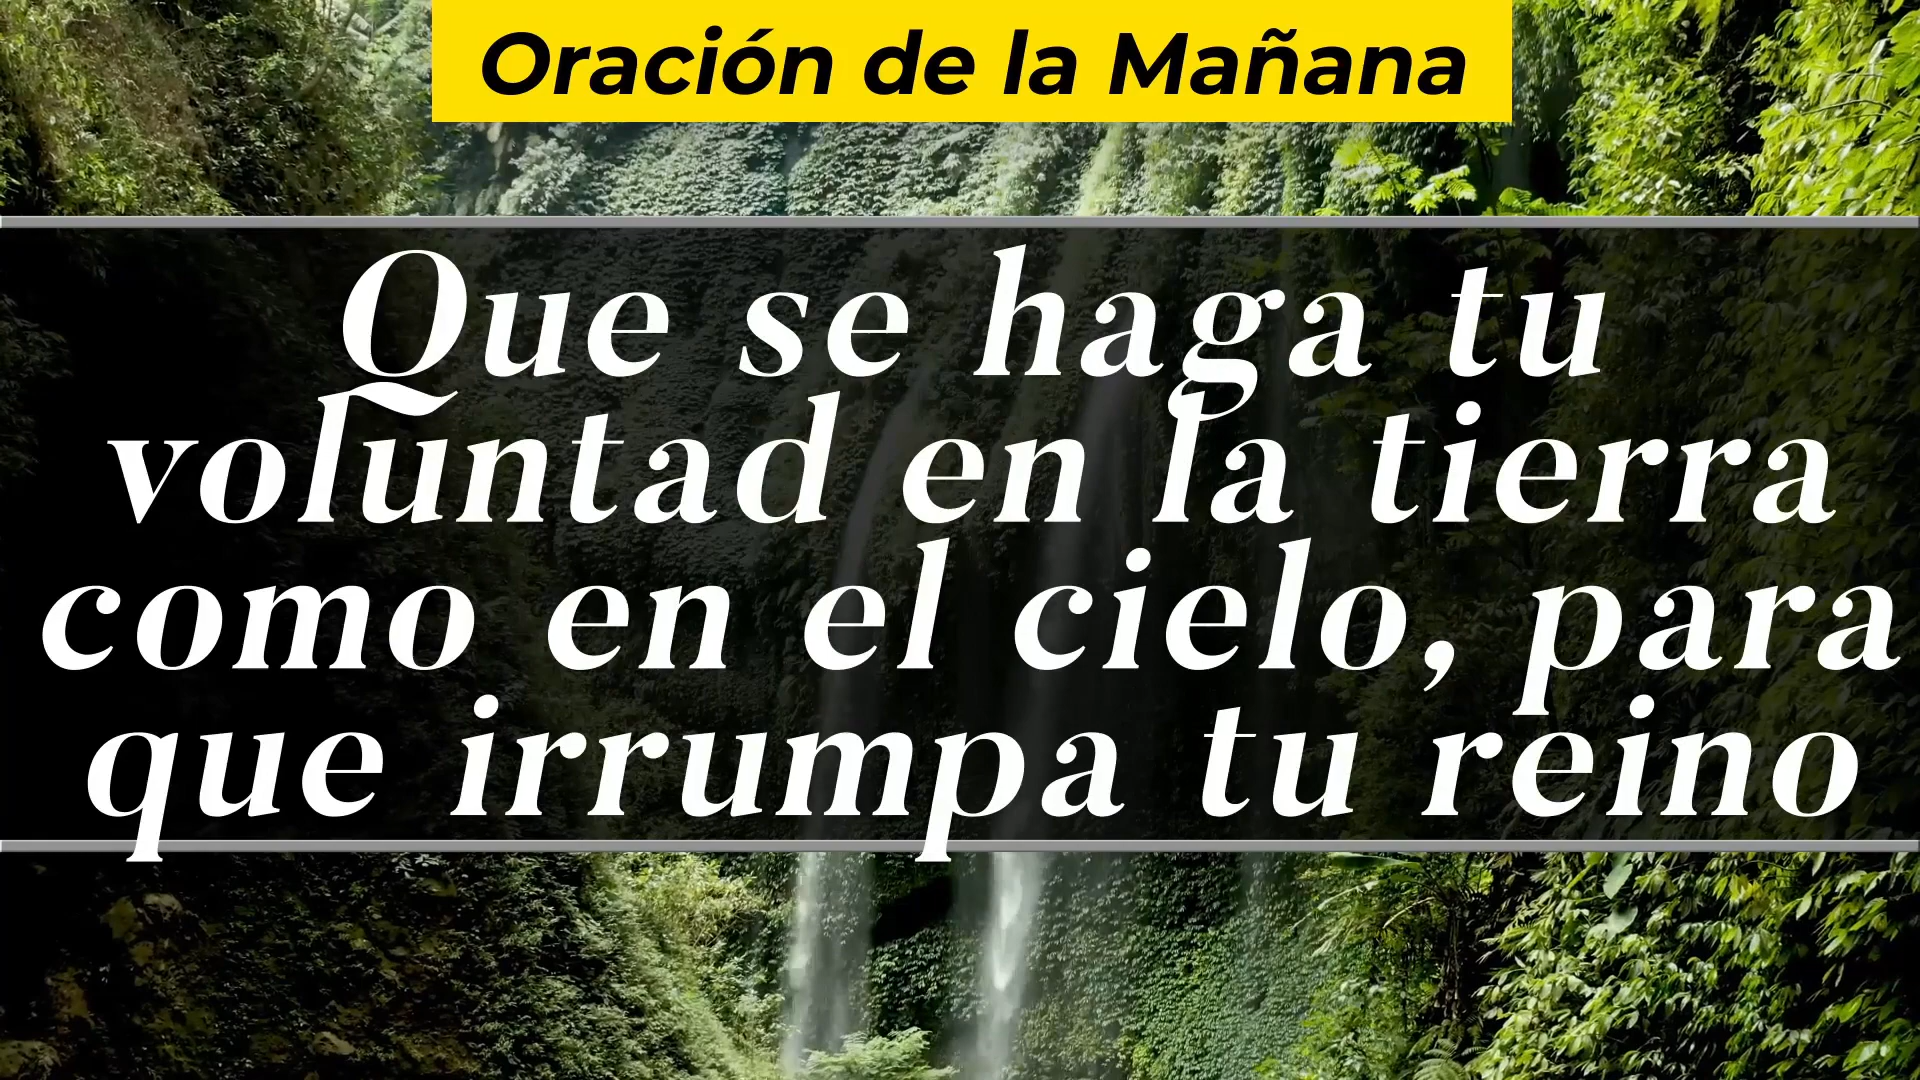 Oración de la Mañana
Que se haga tu
voluntad en la tierra
como en el cielo, para
que irrumpa tu reino